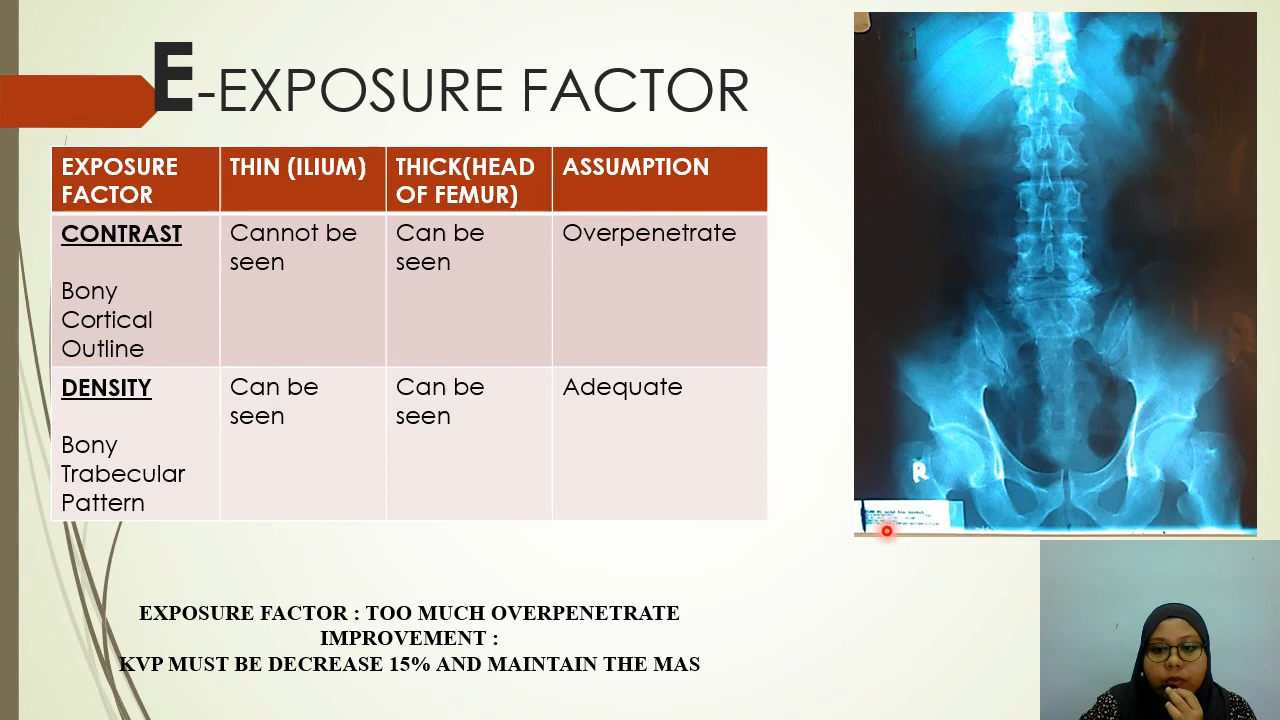 E-EXPOSURE FACTOR
EXPOSURE FACTOR
THIN (ILIUM)
THICK(HEAD OF FEMUR)
ASSUMPTION
CONTRAST
Bony
Cortical
Outline
Cannot be
seen
Can be
seen
Overpenetrate
DENSITY
Bony
Trabecular
Pattern
Can be
seen
Can be
seen
Adequate
R
EXPOSURE FACTOR : TOO MUCH OVERPENETRATE
IMPROVEMENT :
KVP MUST BE DECREASE 15% AND MAINTAIN THE MAS